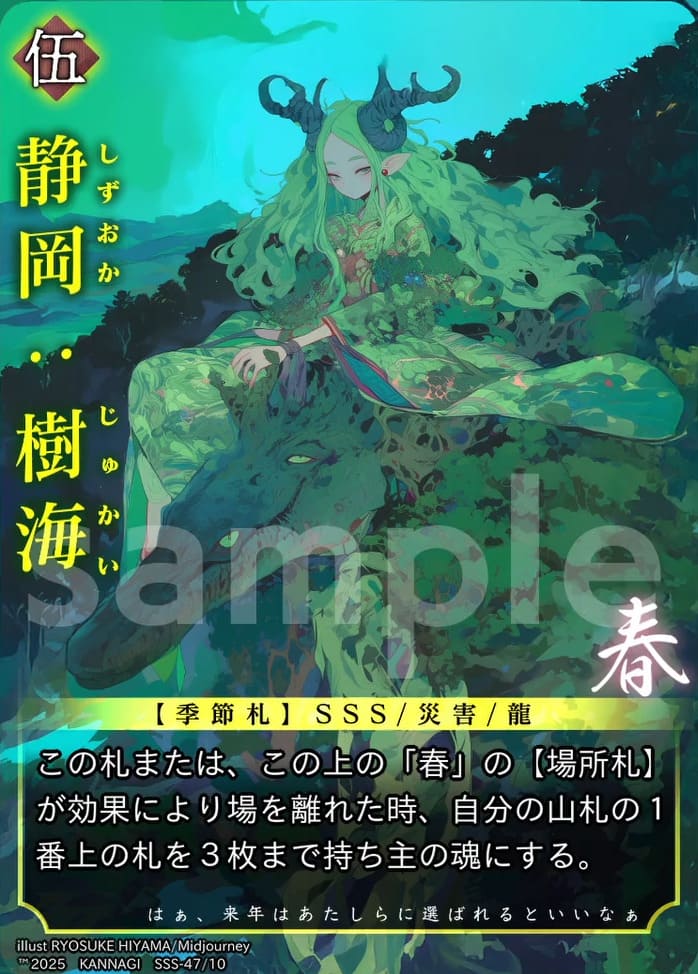 伍
静岡：樹海
しずおか
じゅかい
sample
春
【季節札】SSS/災害/龍
この札または、この上の「春」の【場所札】
が効果により場を離れた時、自分の山札の１
番上の札を３枚まで持ち主の魂にする。
はぁ、来年はあたしらに選ばれるといいなぁ
illust RYOSUKE HIYAMA/Midjourney
™2025 KANNAGI SSS-47/10